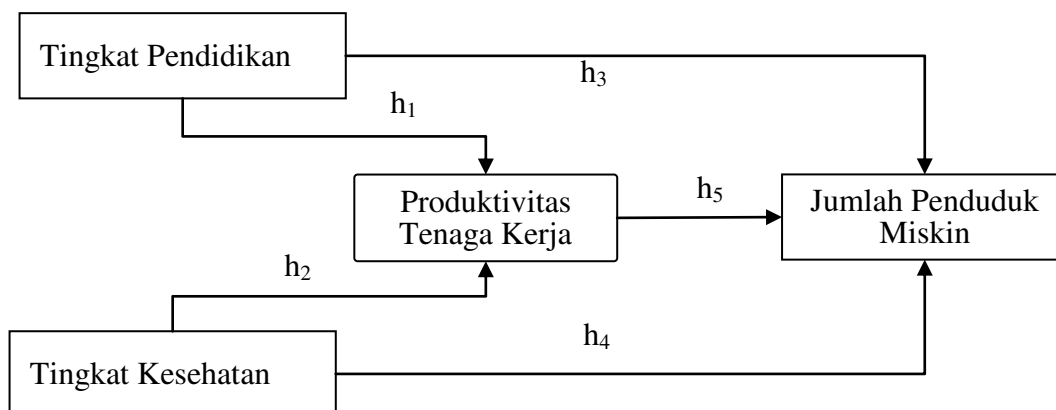 Tingkat Pendidikan
h₃
h₁
Produktivitas
Tenaga Kerja
h₅
Jumlah Penduduk
Miskin
h₂
h₄
Tingkat Kesehatan